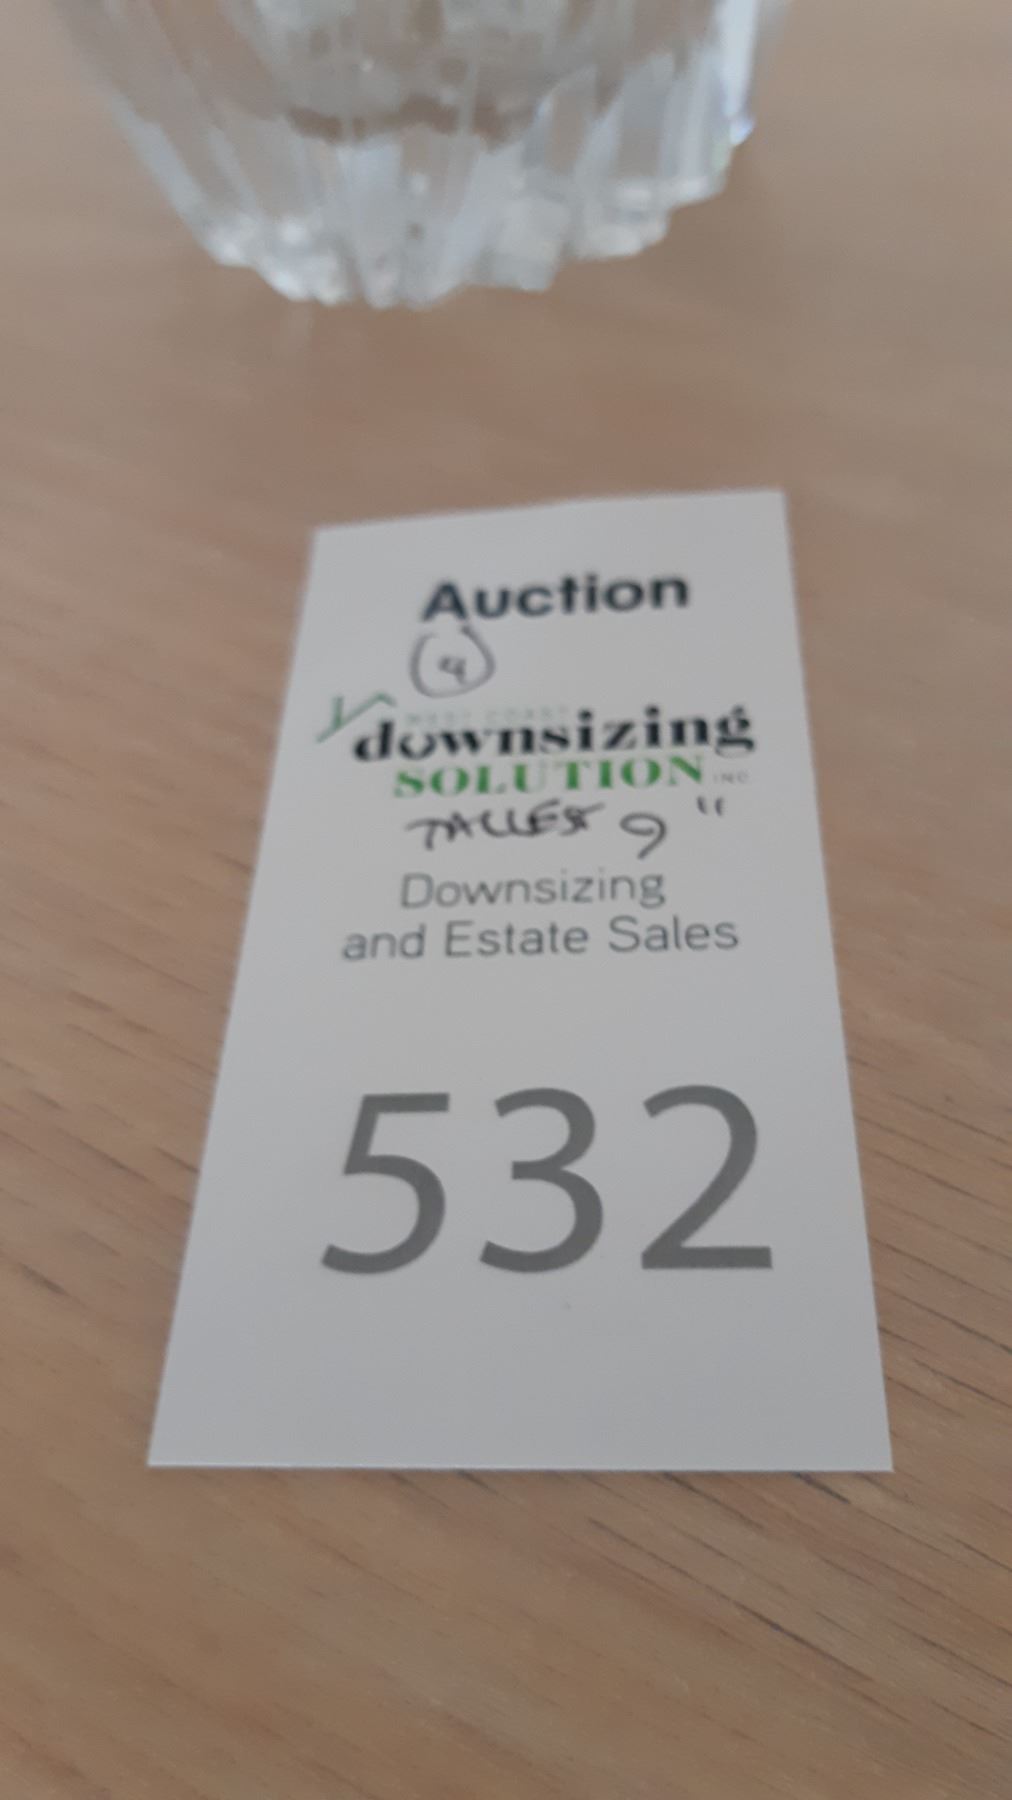 Auction
4
WEST COAST
downsizing
SOLUTION INC
TALLEST 9"
Downsizing
and Estate Sales
532